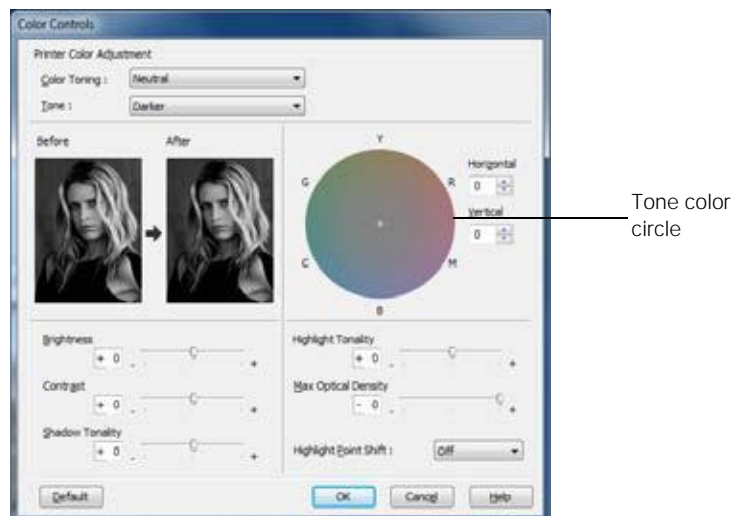 Color Controls
Printer Color Adjustment
Color Toning : Neutral
Tone : Darker
Before After
Y
G R
C M
B
Horizontal
0
Vertical
0
Tone color
circle
Brightness
+ 0 - +
Contrast
+ 0 - +
Shadow Tonality
+ 0 - +
Highlight Tonality
+ 0 - +
Max Optical Density
- 0 - +
Highlight Point Shift : Off
Default OK Cancel Help